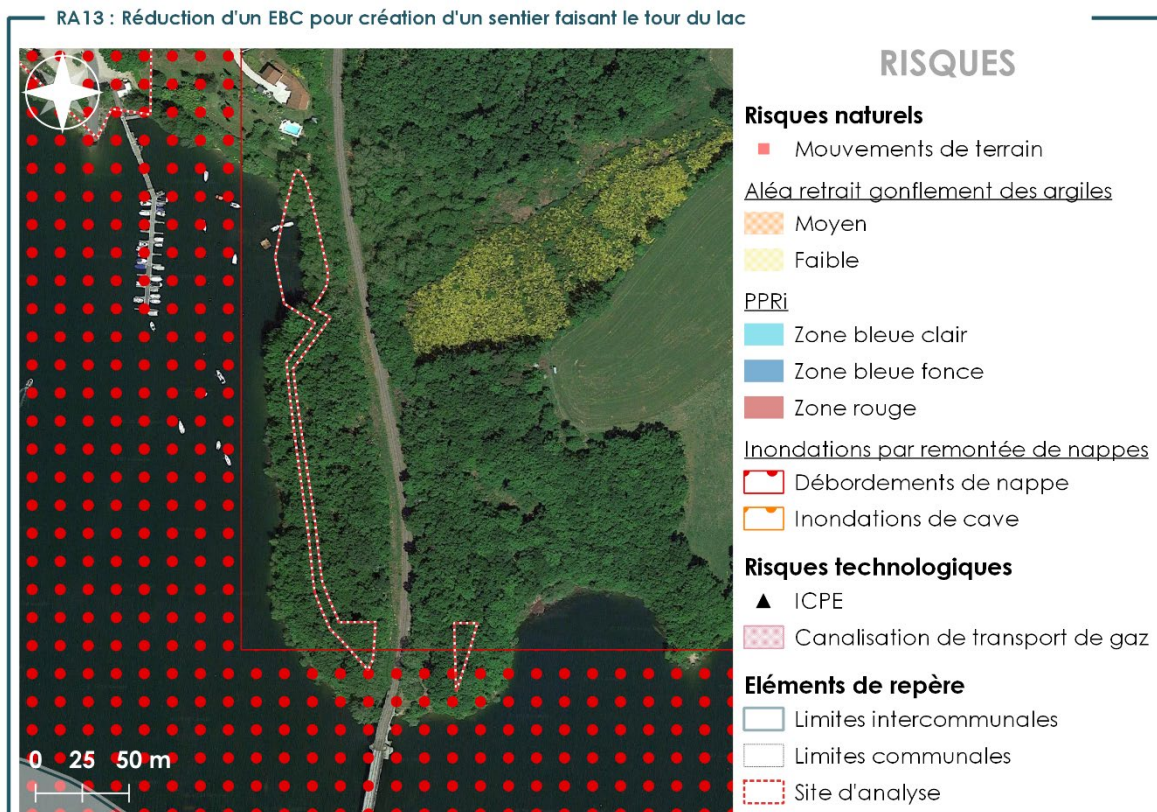 RA13 : Réduction d'un EBC pour création d'un sentier faisant le tour du lac
RISQUES
Risques naturels
Mouvements de terrain
Aléa retrait gonflement des argiles
Moyen
Faible
PPRi
Zone bleue clair
Zone bleue fonce
Zone rouge
Inondations par remontée de nappes
Débordements de nappe
Inondations de cave
Risques technologiques
ICPE
Canalisation de transport de gaz
Eléments de repère
Limites intercommunales
Limites communales
Site d'analyse
0 25 50 m